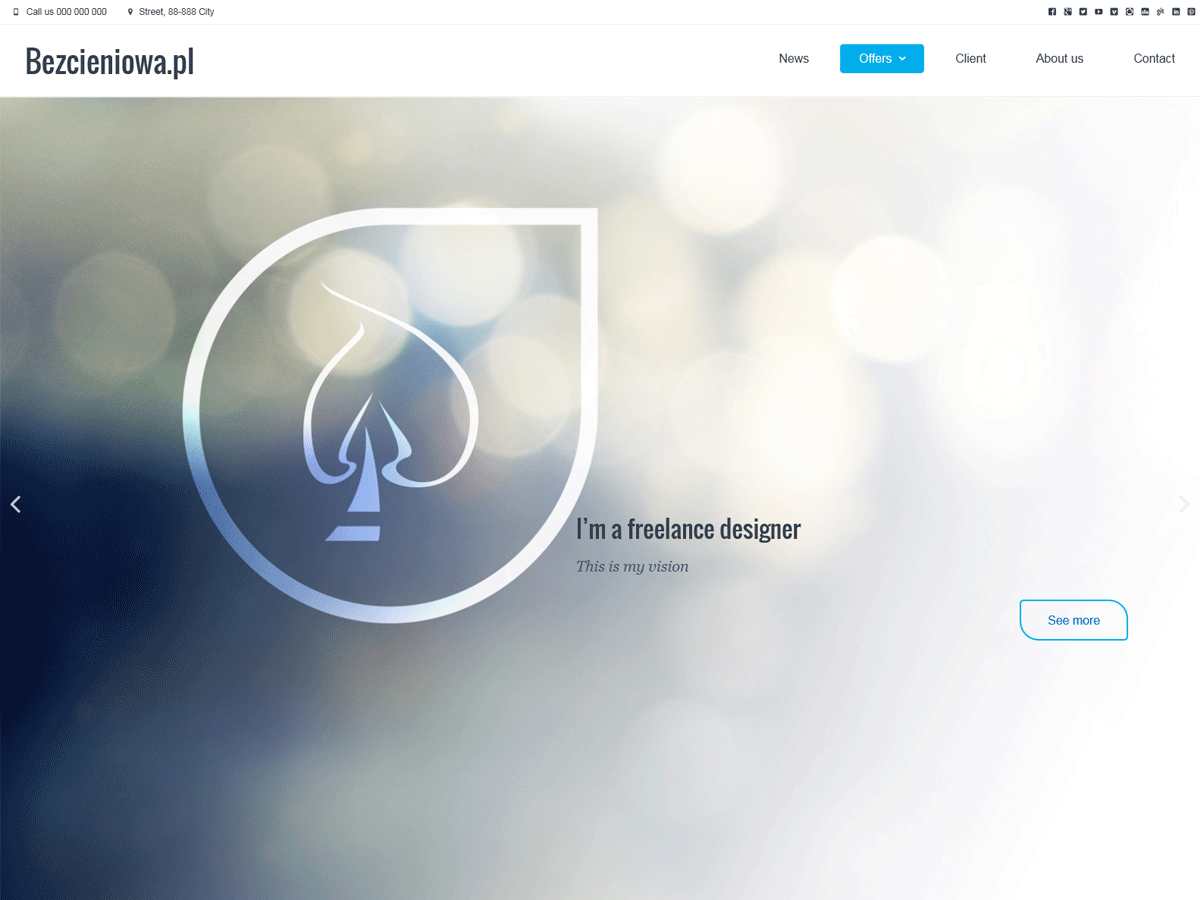 Call us 000 000 000
Street, 88-888 City
Bezcieniowa.pl
News
Offers
Client
About us
Contact
I'm a freelance designer
This is my vision
See more